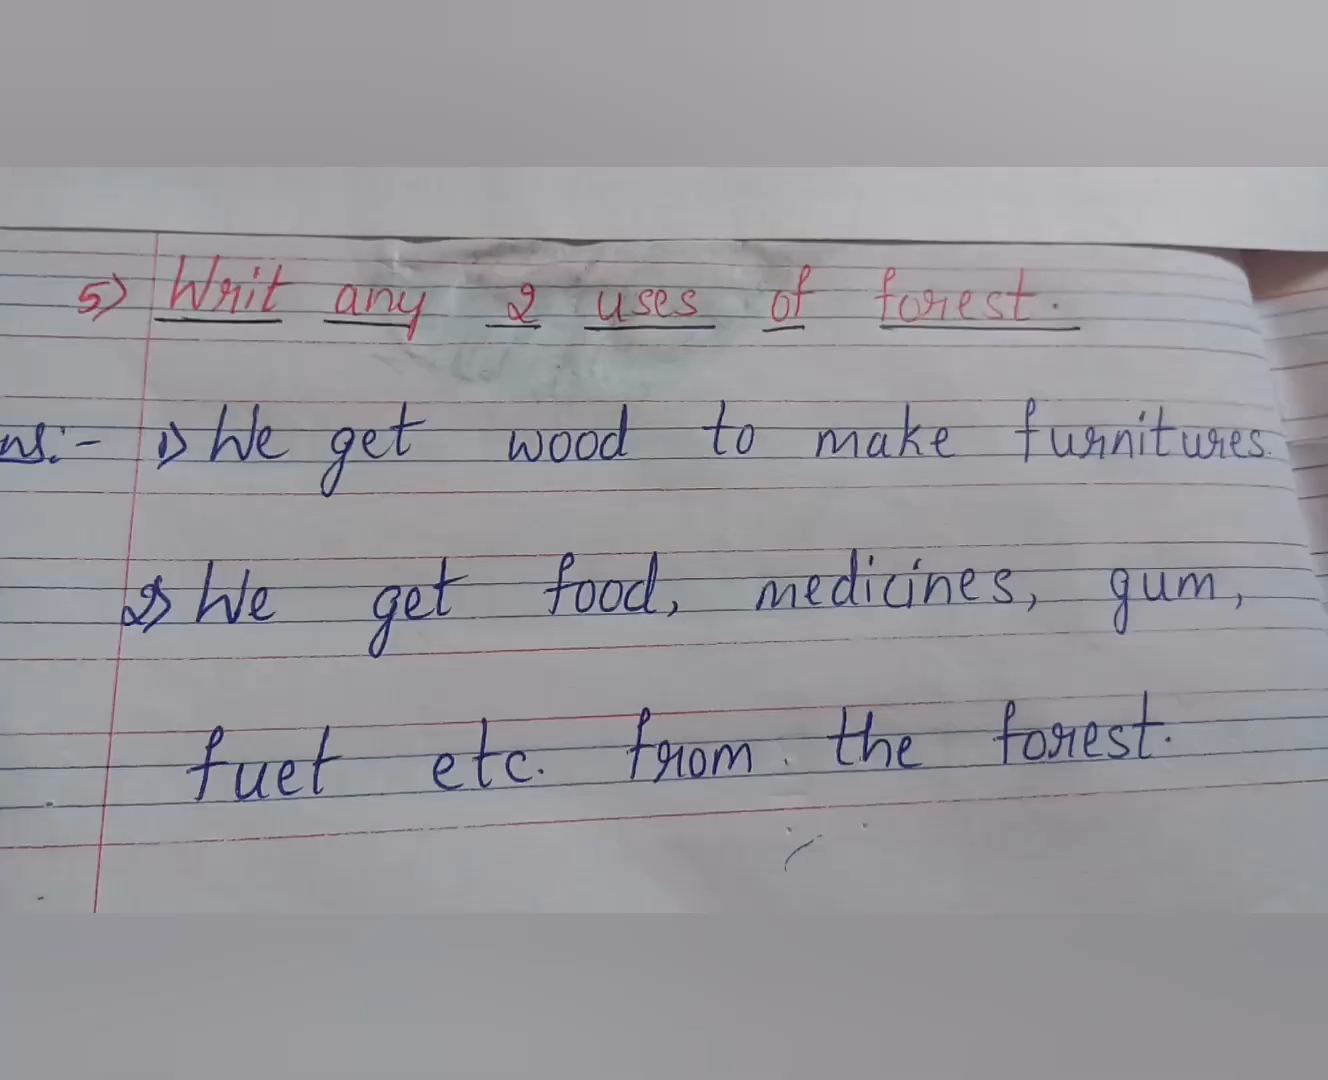 5) Writ any 2 uses of forest.
ns:- 1) We get wood to make furnitures.
2) We get food, medicines, gum,
fuet etc. from the forest.